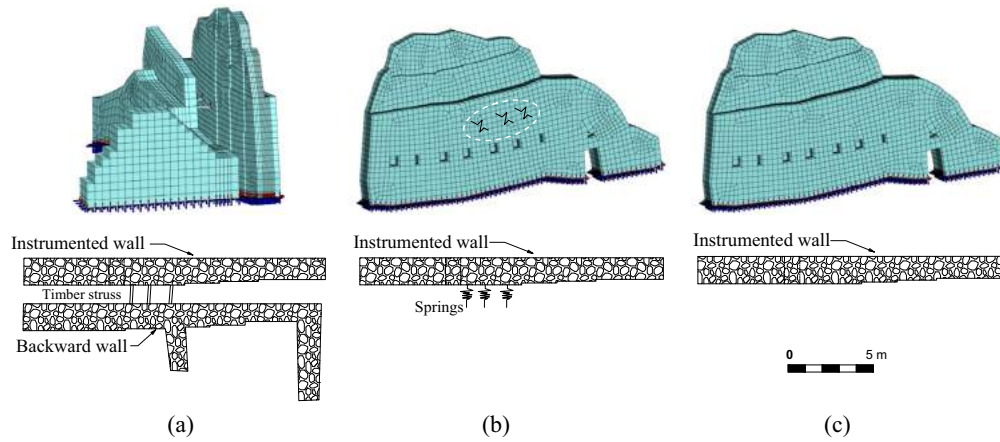 Instrumented wall
Timber struss
Backward wall
(a)
Instrumented wall
Springs
(b)
Instrumented wall
0 5 m
(c)